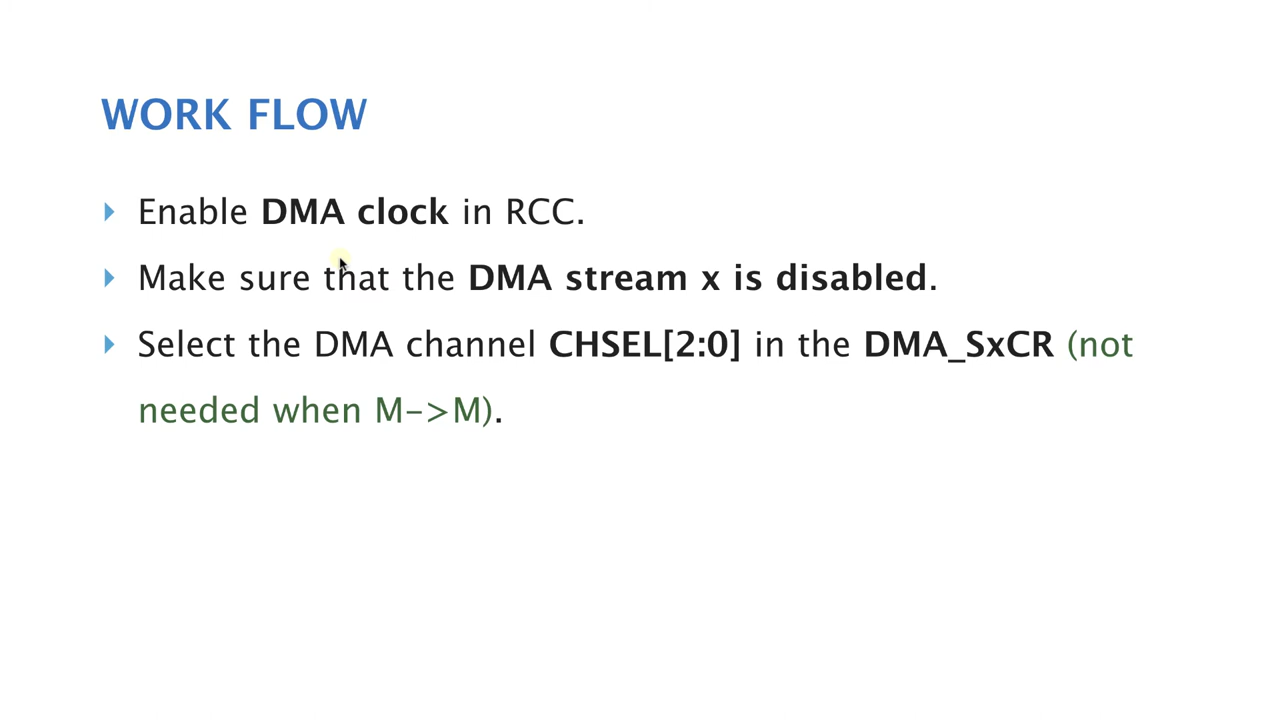 WORK FLOW
Enable DMA clock in RCC.
Make sure that the DMA stream x is disabled.
Select the DMA channel CHSEL[2:0] in the DMA_SxCR (not
needed when M->M).